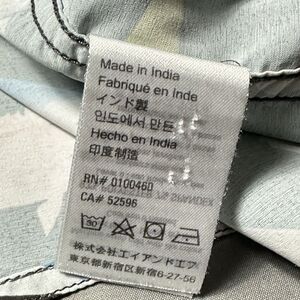 Made in India
Fabriqué en Inde
インド製
인도에서 만든
Hecho en India
印度制造
RN# 0100460
CA# 52596
株式会社エイアンドエフ
東京都新宿区新宿6-27-56